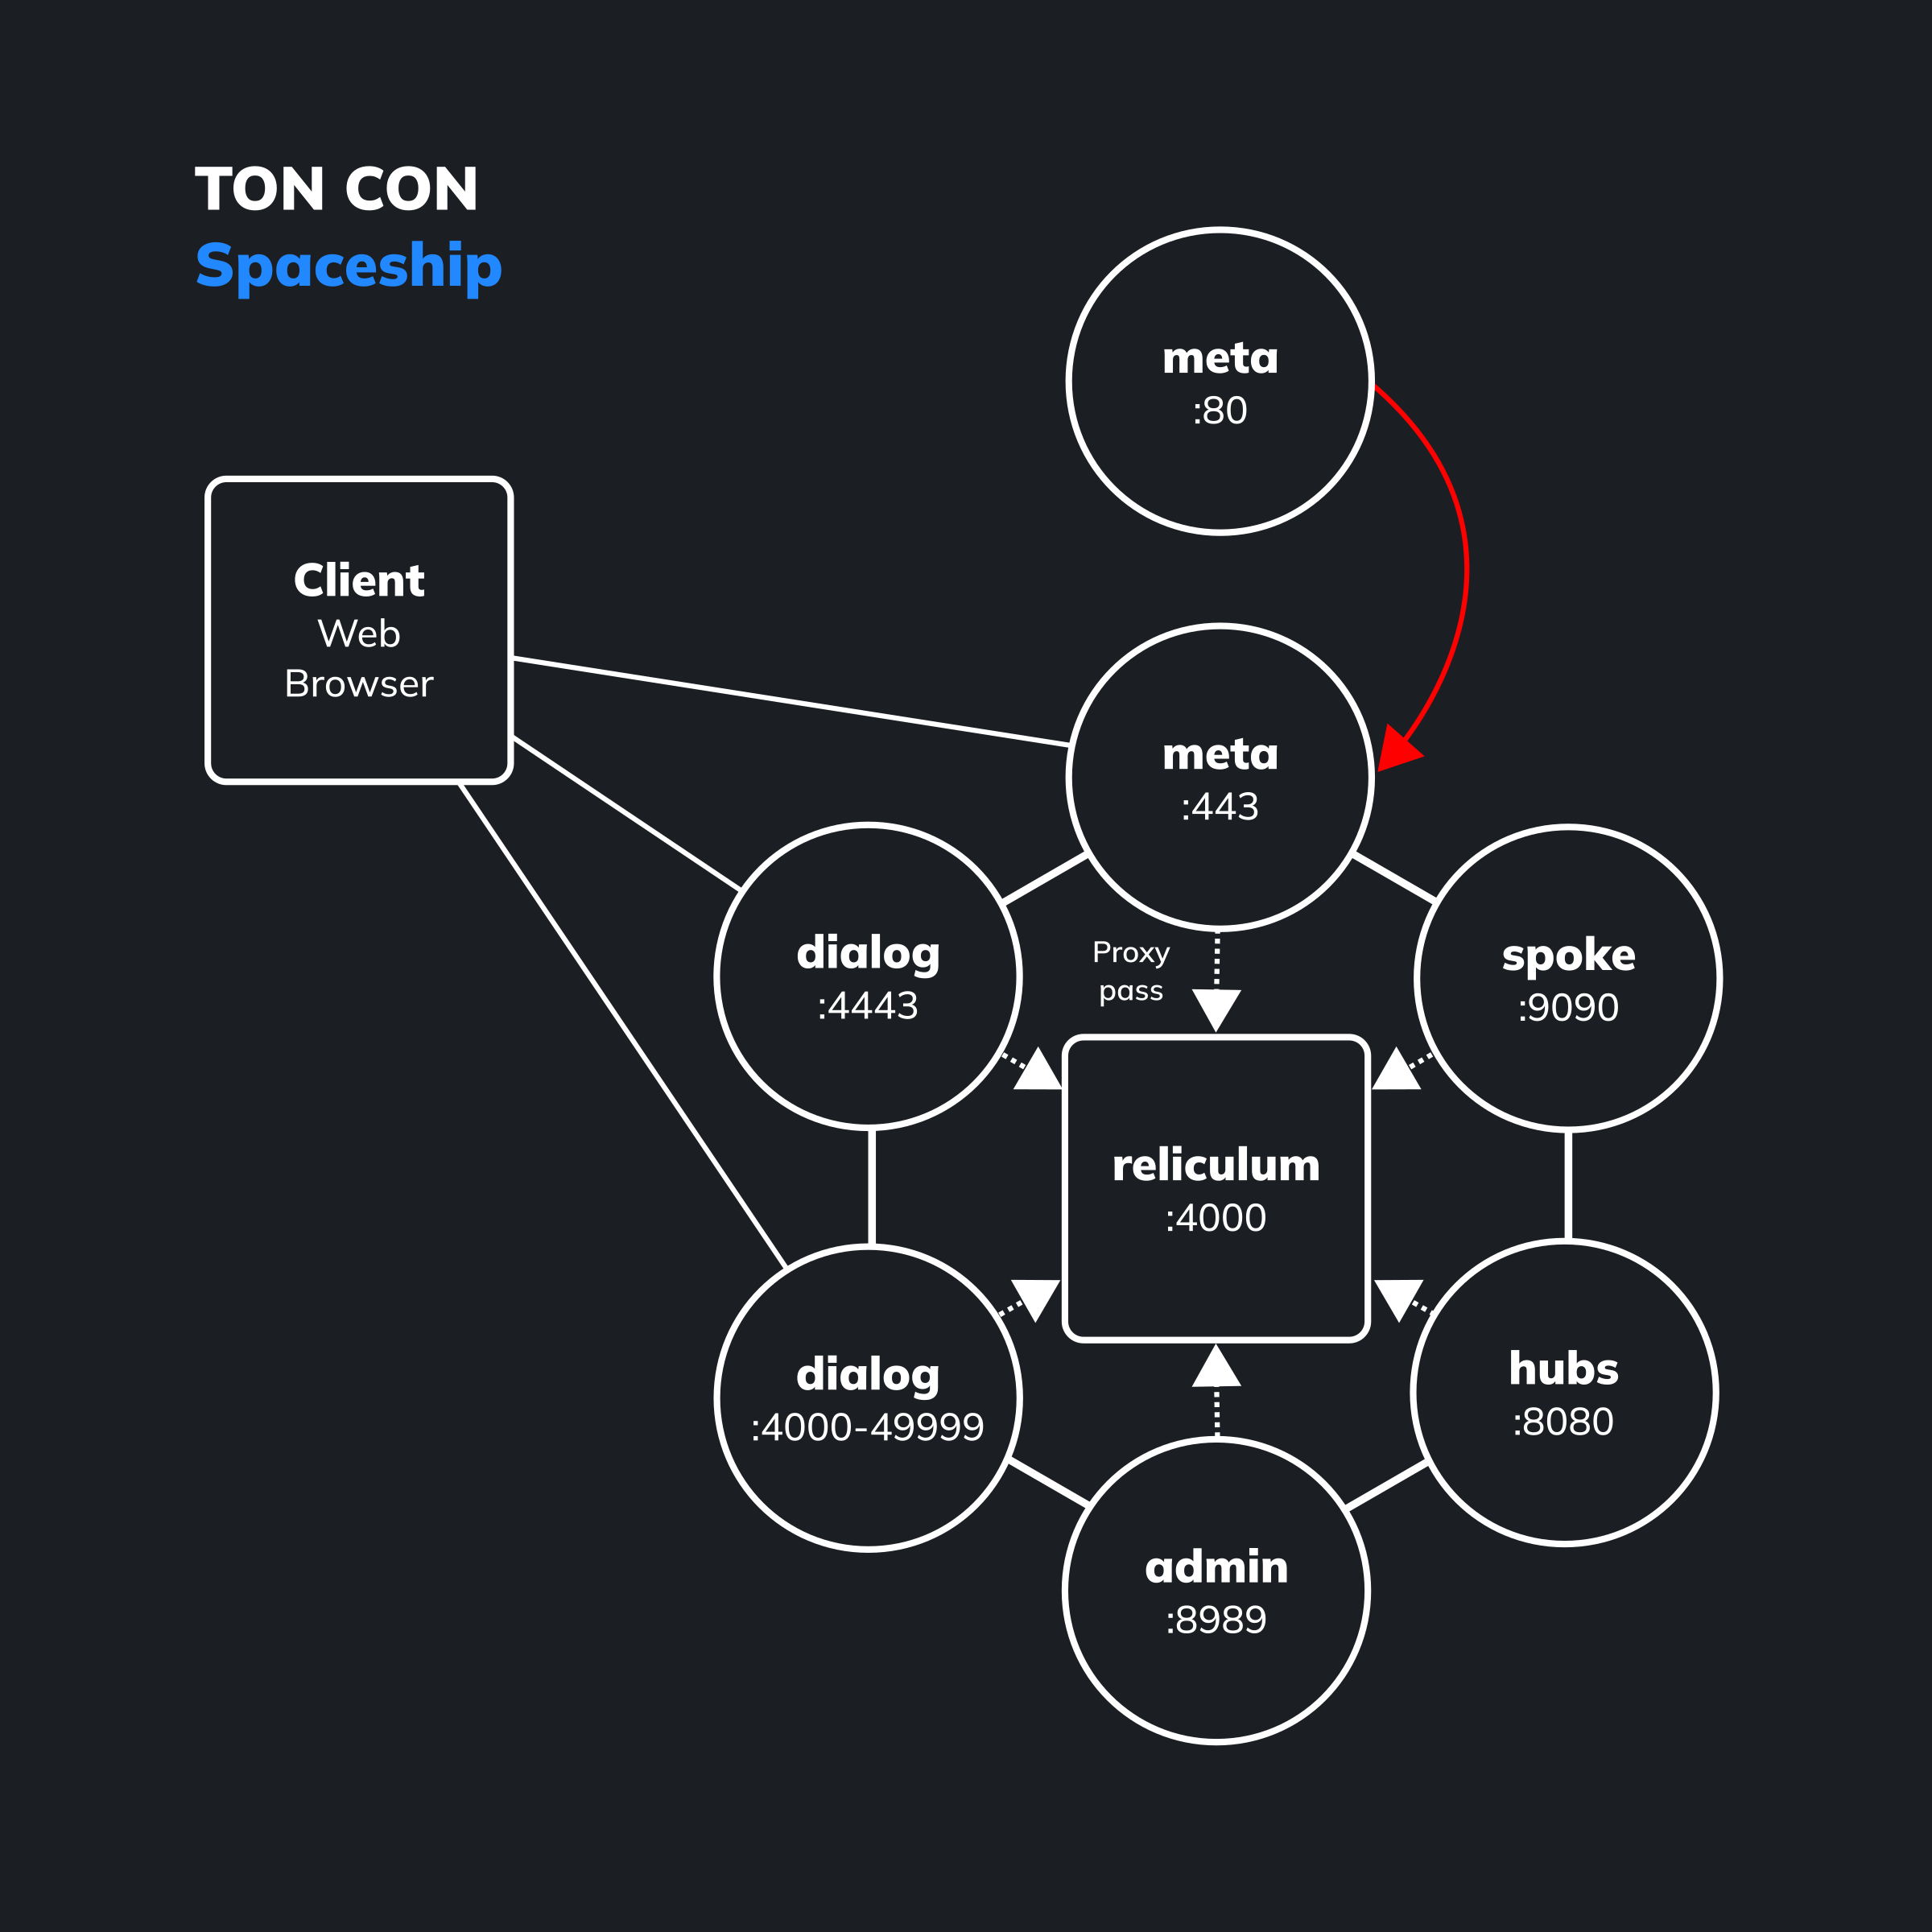 TON CON
Spaceship
meta
:80
Client
Web
Browser
meta
:443
dialog
:4443
Proxy
pass
spoke
:9090
reliculum
:4000
dialog
:4000-49999
hubs
:8080
admin
:8989